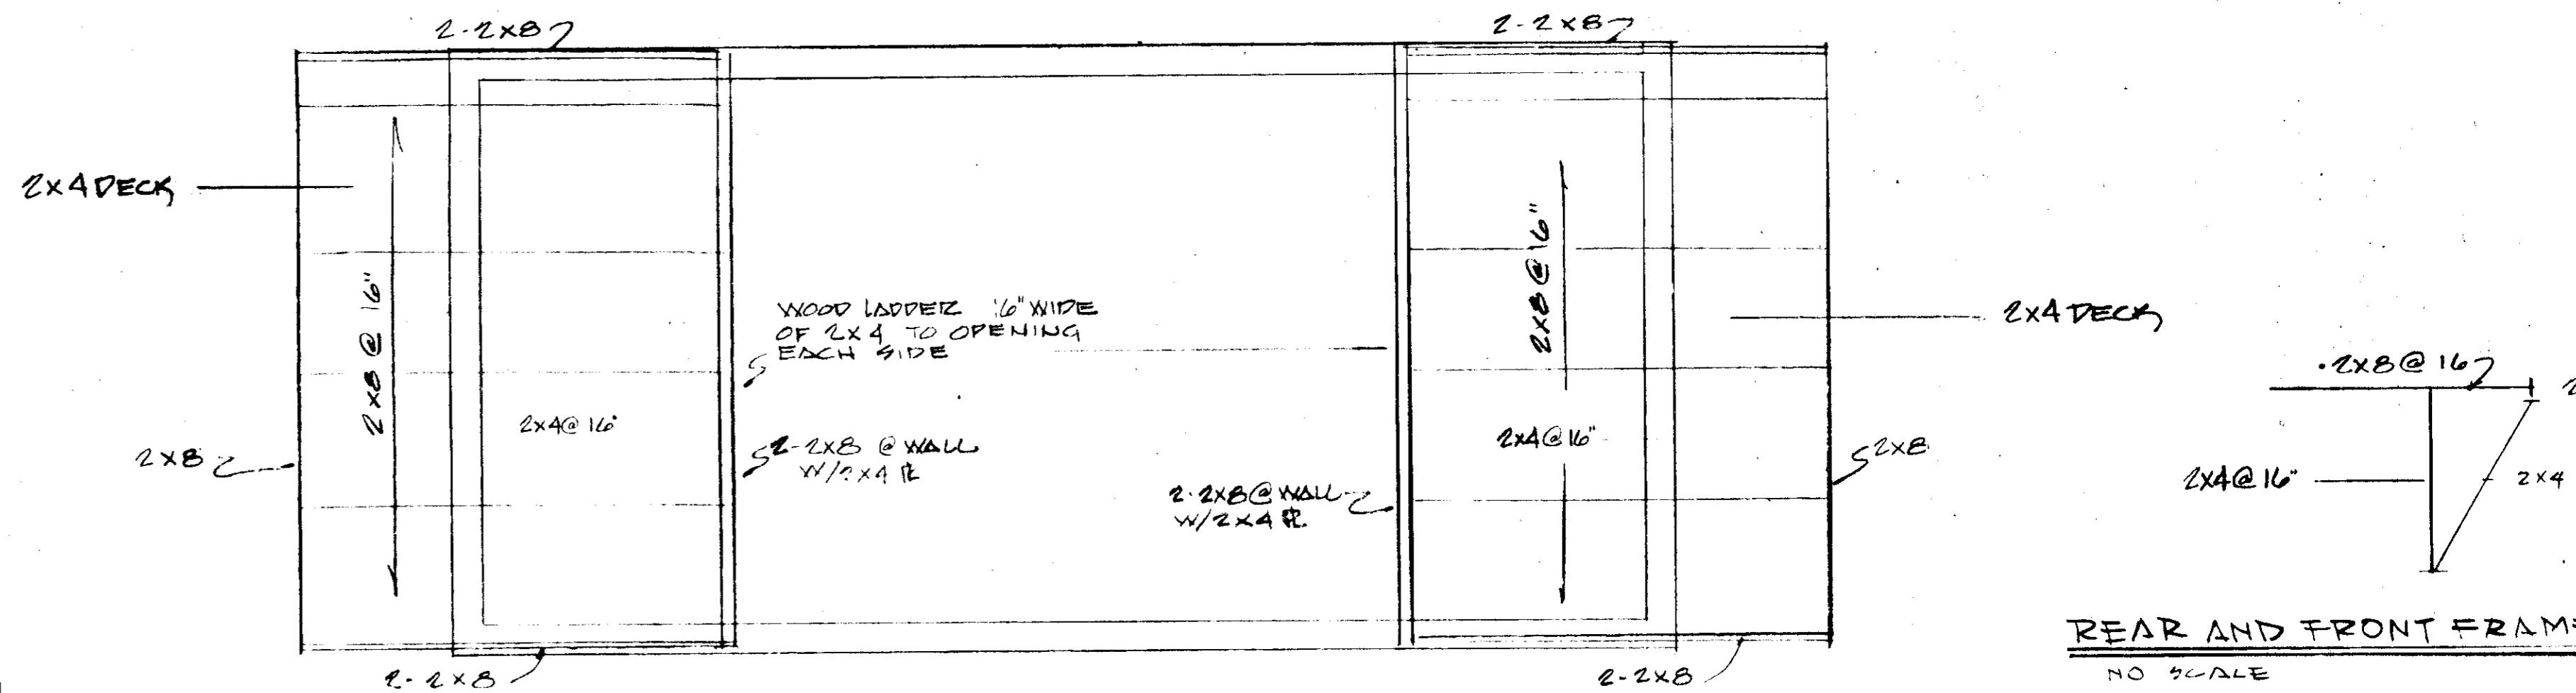 2-2x8
2-2x8
2x4 DECK
2x8 @ 16"
2x8 @ 16"
WOOD LADDER 16" WIDE
OF 2x4 TO OPENING
EACH SIDE
2x4 DECK
.2x8 @ 16
2x4@16"
2x4@16"
2x8
2-2x8 @ WALL
W/2x4 PL
2x8
2x4@16"
2x4
2-2x8@WALL
W/2x4 PL
REAR AND FRONT FRAME
NO SCALE
2-2x8
2-2x8